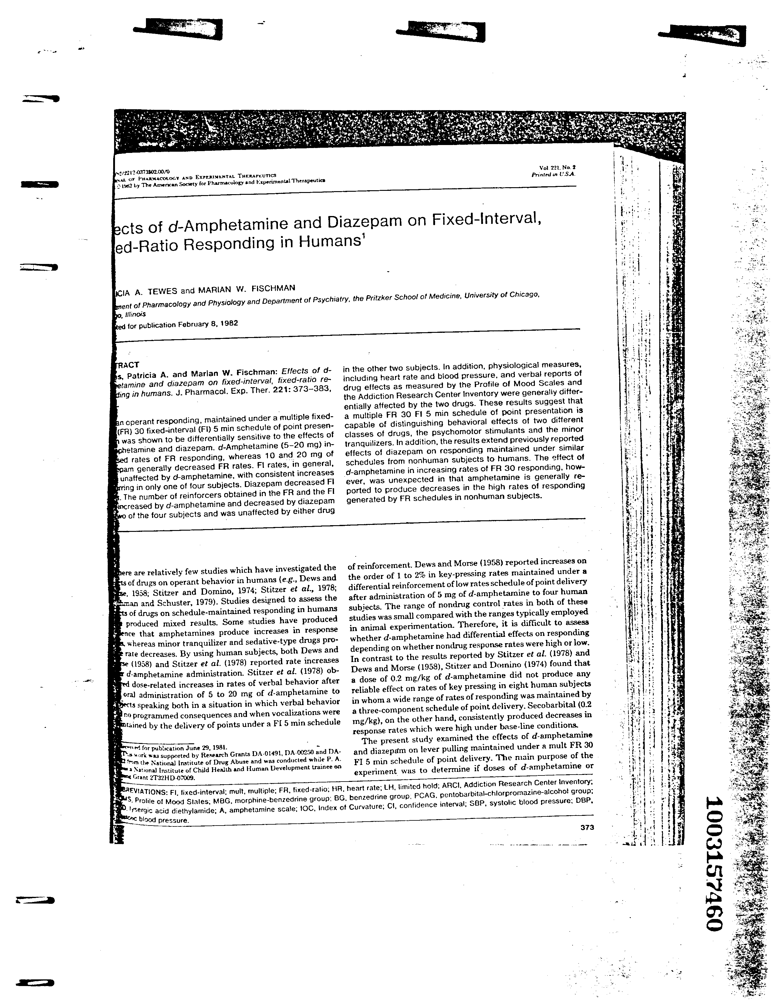 Vol. 221, No. 2
Printed in U.S.A.
OF PHARMACOLOGY AND EXPERIMENTAL THERAPEUTICS
1982 by The American Society for Pharmacology and Experimental Therapeutics
ects of d-Amphetamine and Diazepam on Fixed-Interval,
ed-Ratio Responding in Humans¹
ICIA A. TEWES and MARIAN W. FISCHMAN
ment of Pharmacology and Physiology and Department of Psychiatry, the Pritzker School of Medicine, University of Chicago,
o, Illinois
ted for publication February 8, 1982
TRACT
s, Patricia A. and Marian W. Fischman: Effects of d-
etamine and diazepam on fixed-interval, fixed-ratio re-
ding in humans. J. Pharmacol. Exp. Ther. 221: 373–383,
an operant responding, maintained under a multiple fixed-
(FR) 30 fixed-interval (FI) 5 min schedule of point presen-
was shown to be differentially sensitive to the effects of
phetamine and diazepam. d-Amphetamine (5–20 mg) in-
sed rates of FR responding, whereas 10 and 20 mg of
pam generally decreased FR rates. FI rates, in general,
unaffected by d-amphetamine, with consistent increases
rring in only one of four subjects. Diazepam decreased FI
. The number of reinforcers obtained in the FR and the FI
increased by d-amphetamine and decreased by diazepam
wo of the four subjects and was unaffected by either drug
in the other two subjects. In addition, physiological measures,
including heart rate and blood pressure, and verbal reports of
drug effects as measured by the Profile of Mood Scales and
the Addiction Research Center Inventory were generally differ-
entially affected by the two drugs. These results suggest that
a multiple FR 30 FI 5 min schedule of point presentation is
capable of distinguishing behavioral effects of two different
classes of drugs, the psychomotor stimulants and the minor
tranquilizers. In addition, the results extend previously reported
effects of diazepam on responding maintained under similar
schedules from nonhuman subjects to humans. The effect of
d-amphetamine in increasing rates of FR 30 responding, how-
ever, was unexpected in that amphetamine is generally re-
ported to produce decreases in the high rates of responding
generated by FR schedules in nonhuman subjects.
here are relatively few studies which have investigated the
ts of drugs on operant behavior in humans (e.g., Dews and
se, 1958; Stitzer and Domino, 1974; Stitzer et al., 1978;
hman and Schuster, 1979). Studies designed to assess the
ts of drugs on schedule-maintained responding in humans
produced mixed results. Some studies have produced
ence that amphetamines produce increases in response
, whereas minor tranquilizer and sedative-type drugs pro-
rate decreases. By using human subjects, both Dews and
se (1958) and Stitzer et al. (1978) reported rate increases
d-amphetamine administration. Stitzer et al. (1978) ob-
ed dose-related increases in rates of verbal behavior after
oral administration of 5 to 20 mg of d-amphetamine to
jects speaking both in a situation in which verbal behavior
no programmed consequences and when vocalizations were
ntained by the delivery of points under a FI 5 min schedule
of reinforcement. Dews and Morse (1958) reported increases on
the order of 1 to 2% in key-pressing rates maintained under a
differential reinforcement of low rates schedule of point delivery
after administration of 5 mg of d-amphetamine to four human
subjects. The range of nondrug control rates in both of these
studies was small compared with the ranges typically employed
in animal experimentation. Therefore, it is difficult to assess
whether d-amphetamine had differential effects on responding
depending on whether nondrug response rates were high or low.
In contrast to the results reported by Stitzer et al. (1978) and
Dews and Morse (1958), Stitzer and Domino (1974) found that
a dose of 0.2 mg/kg of d-amphetamine did not produce any
reliable effect on rates of key pressing in eight human subjects
in whom a wide range of rates of responding was maintained by
a three-component schedule of point delivery. Secobarbital (0.2
mg/kg), on the other hand, consistently produced decreases in
response rates which were high under base-line conditions.
The present study examined the effects of d-amphetamine
and diazepam on lever pulling maintained under a mult FR 30
FI 5 min schedule of point delivery. The main purpose of the
experiment was to determine if doses of d-amphetamine or
ed for publication June 29, 1981.
work was supported by Research Grants DA-01491, DA-00250 and DA-
from the National Institute of Drug Abuse and was conducted while P. A.
a National Institute of Child Health and Human Development trainee on
Grant 2T32HD-07009.
REVIATIONS: FI, fixed-interval; mult, multiple; FR, fixed-ratio; HR, heart rate; LH, limited hold; ARCI, Addiction Research Center Inventory;
S, Profile of Mood States; MBG, morphine-benzedrine group; BG, benzedrine group; PCAG, pentobarbital-chlorpromazine-alcohol group;
D, lysergic acid diethylamide; A, amphetamine scale; IOC, Index of Curvature; CI, confidence interval; SBP, systolic blood pressure; DBP,
blood pressure.
373
1003157460